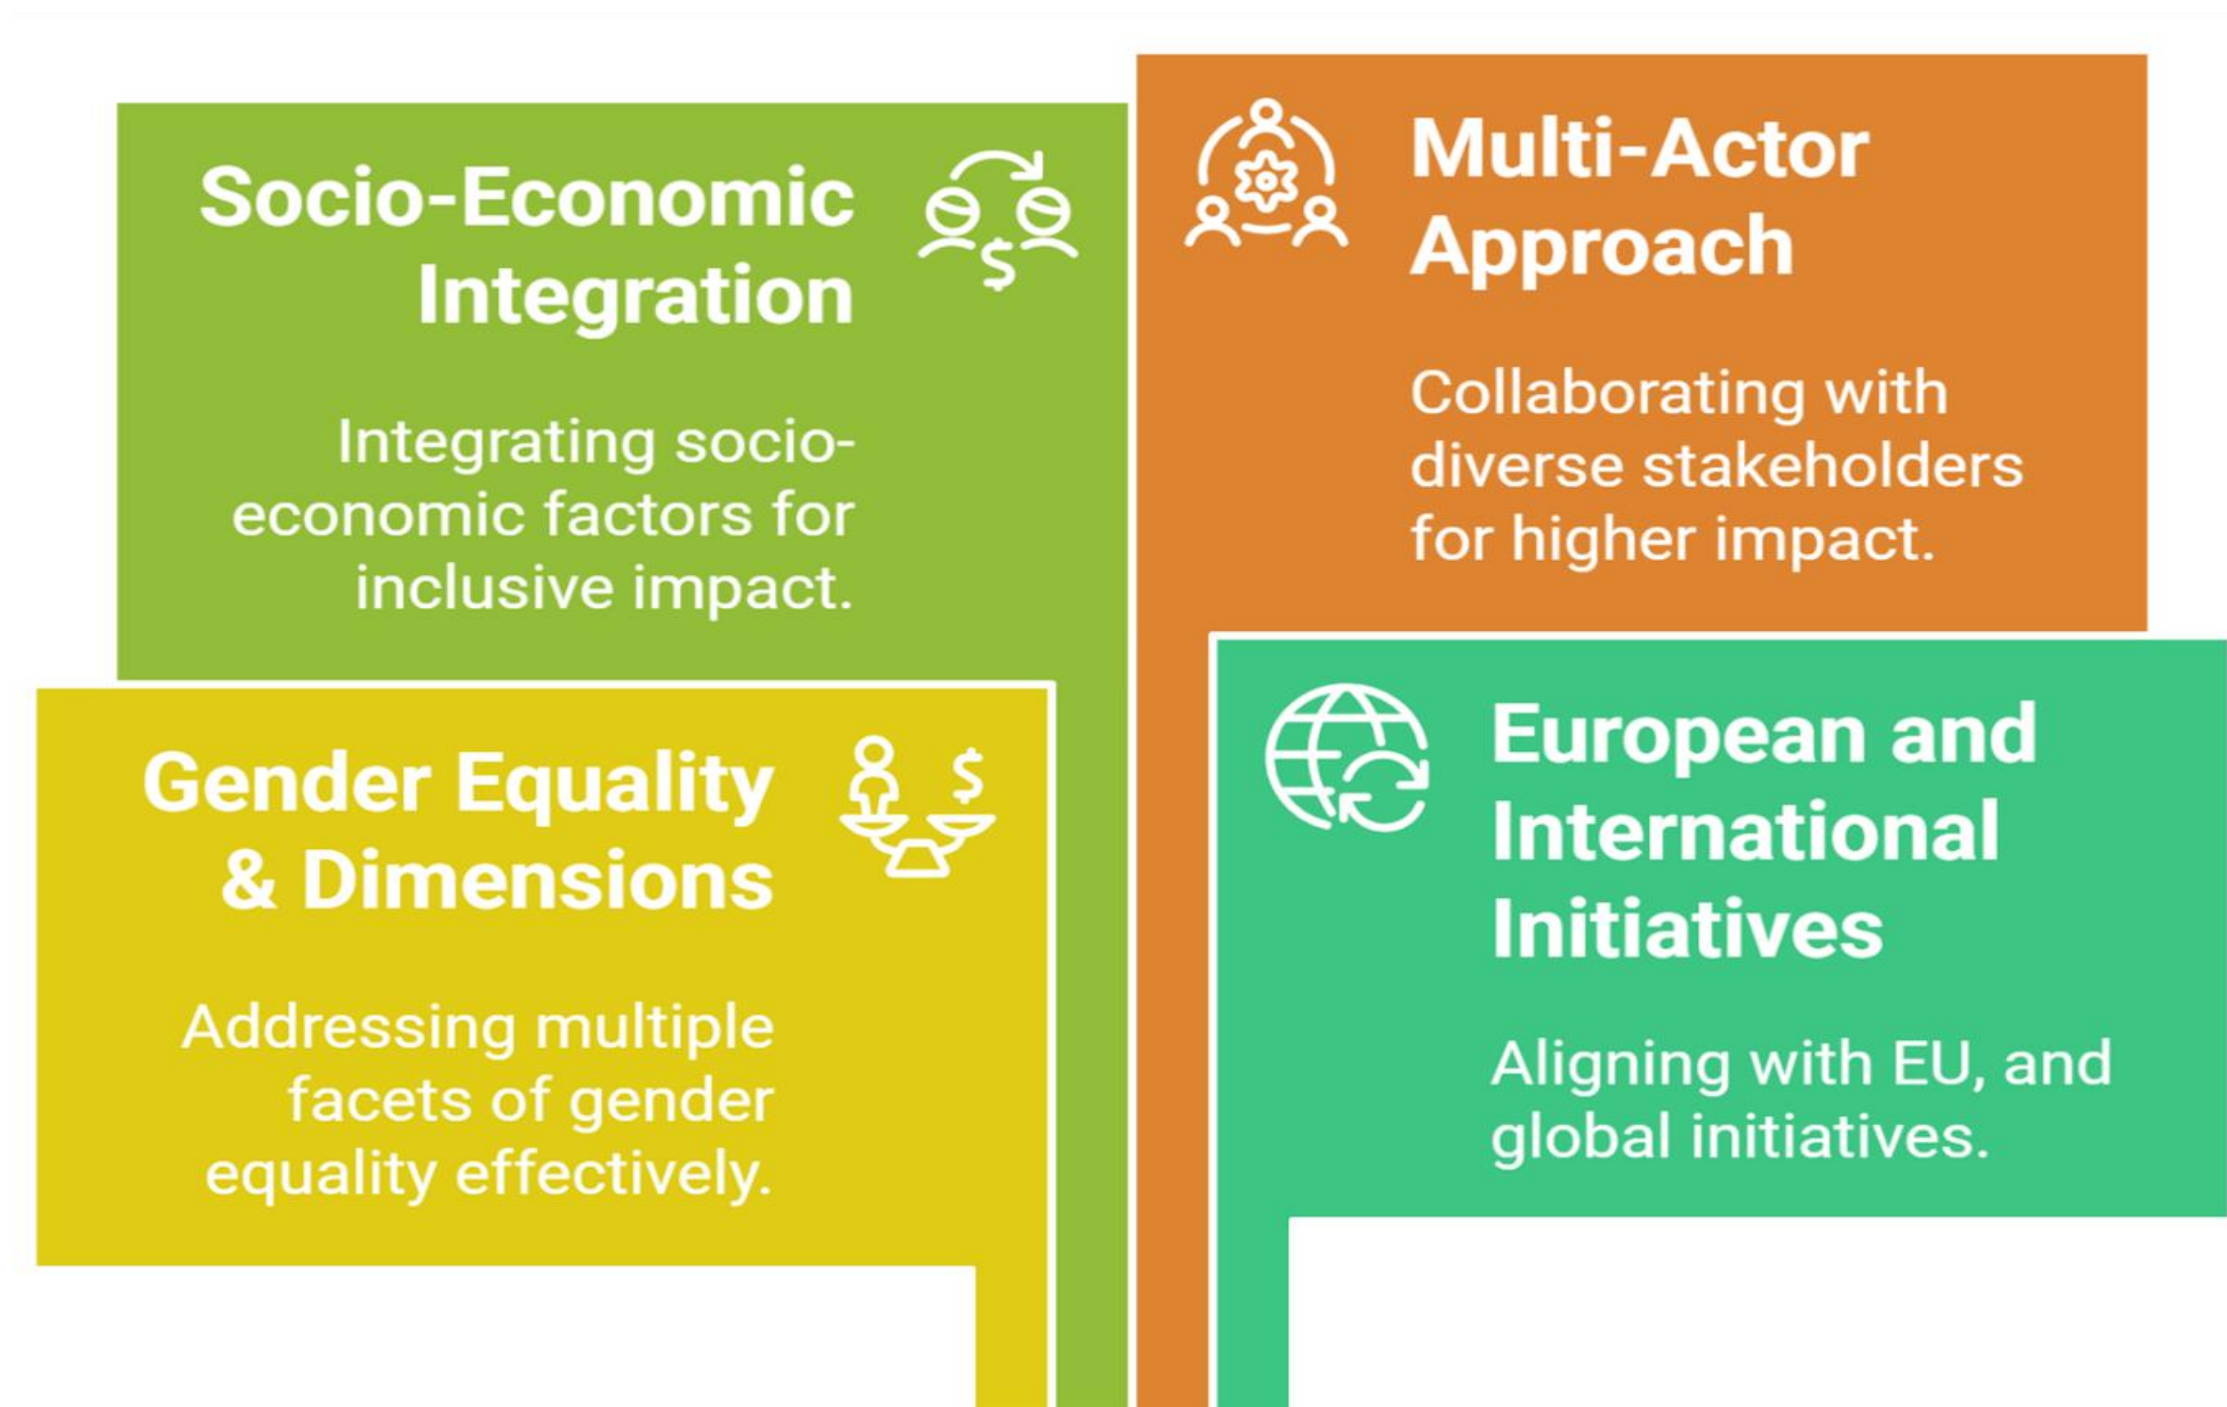 Socio-Economic
Integration
Integrating socio-
economic factors for
inclusive impact.
Multi-Actor
Approach
Collaborating with
diverse stakeholders
for higher impact.
Gender Equality
& Dimensions
Addressing multiple
facets of gender
equality effectively.
European and
International
Initiatives
Aligning with EU, and
global initiatives.